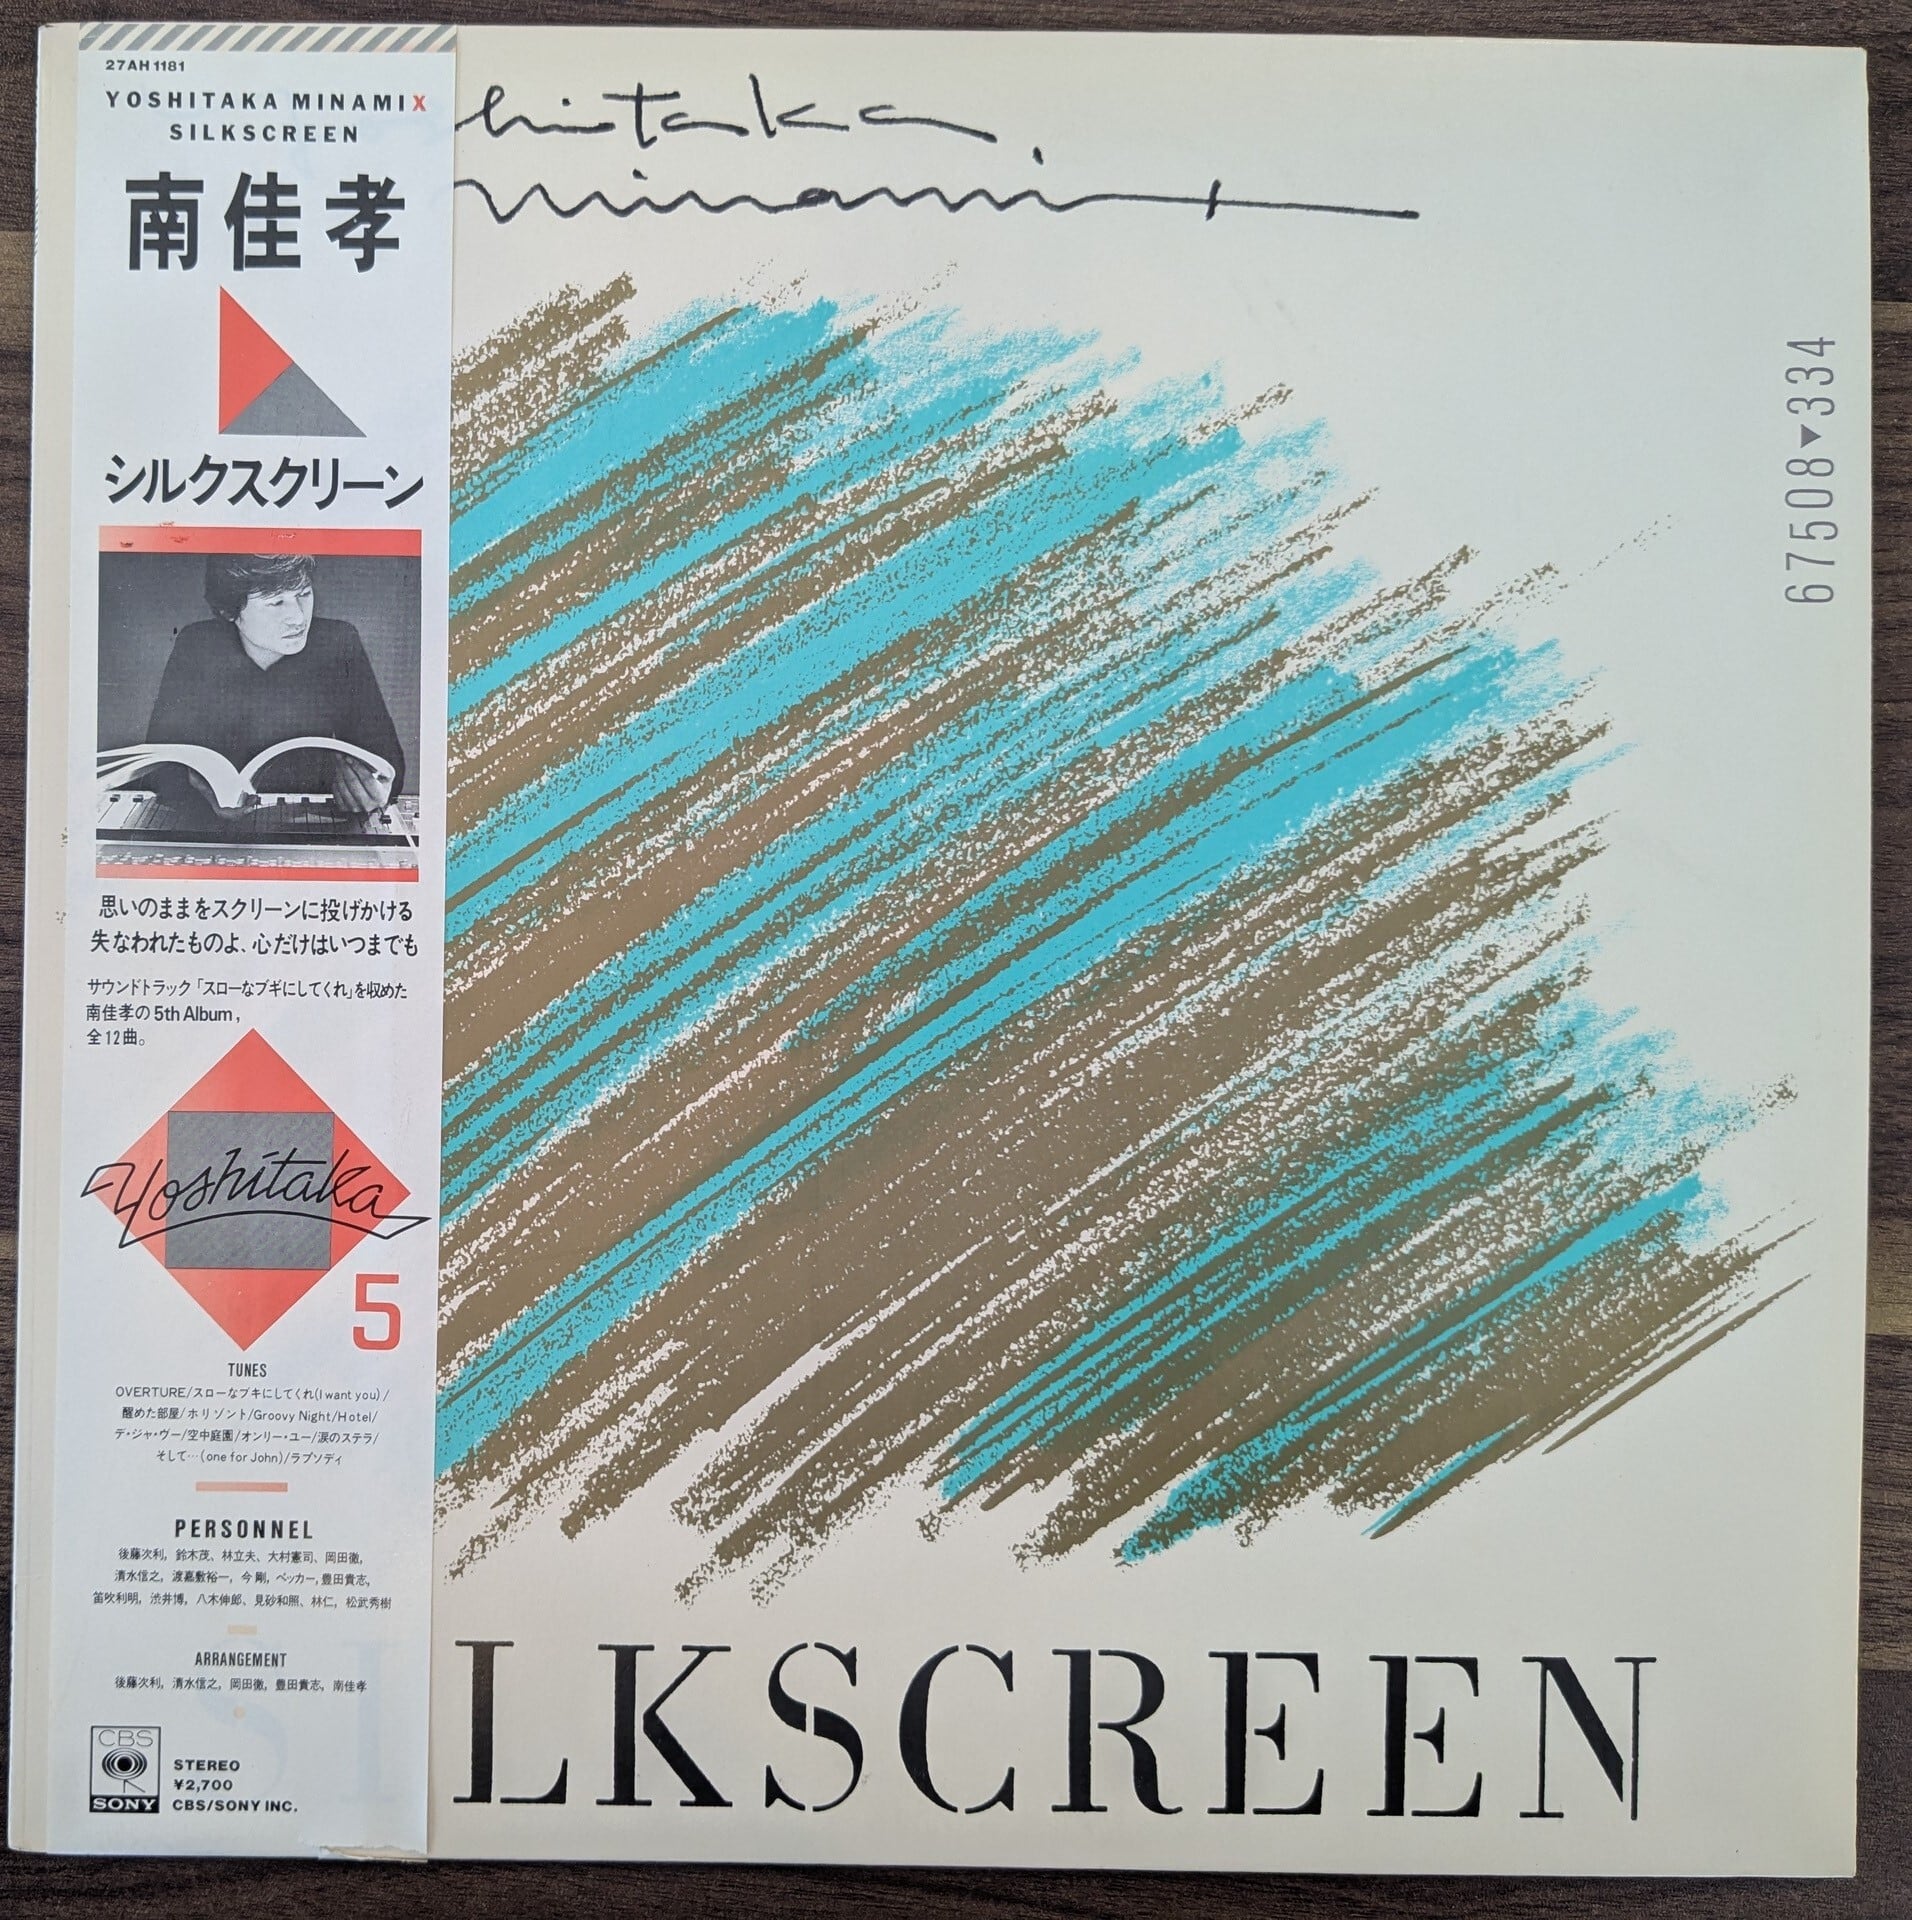 27AH 1181
YOSHITAKA MINAMI X
SILKSCREEN
南佳孝
シルクスクリーン
思いのままをスクリーンに投げかける
失なわれたものよ、心だけはいつまでも
サウンドトラック「スローなブギにしてくれ」を収めた
南佳孝の5th Album,
全12曲。
Yoshitaka
5
TUNES
OVERTURE/スローなブギにしてくれ(I want you)/
醒めた部屋/ホリゾント/Groovy Night/Hotel/
デ・ジャ・ヴー/空中庭園/オンリー・ユー/涙のステラ/
そして…(one for John)/ラプソディ
PERSONNEL
後藤次利, 鈴木茂、林立夫、大村憲司、岡田徹,
清水信之, 渡嘉敷裕一, 今剛, ペッカー, 豊田貴志,
笛吹利明, 渋井博, 八木伸郎、見砂和照、林仁, 松武秀樹
ARRANGEMENT
後藤次利, 清水信之, 岡田徹, 豊田貴志, 南佳孝
CBS
SONY
STEREO
¥2,700
CBS/SONY INC.
hitaka
minami
67508▼334
LKSCREEN